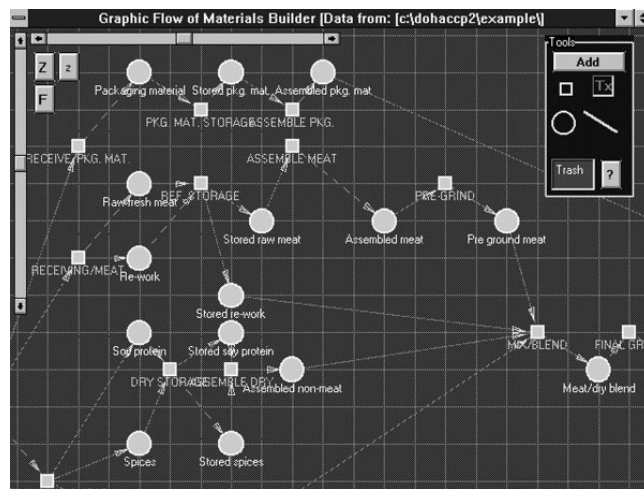 Graphic Flow of Materials Builder [Data from: [c:\dohaccp2\example\]
Tools
Add
Tx
Trash
?
Z
z
F
Packaging material
Stored pkg. mat.
Assembled pkg. mat
PKG. MAT. STORAGE
ASSEMBLE PKG.
RECEIVE PKG. MAT.
ASSEMBLE MEAT
Raw fresh meat
REF. STORAGE
PRE-GRIND
Stored raw meat
Assembled meat
Pre ground meat
RECEIVING/MEAT
Re-work
Stored re-work
Soy protein
Stored soy protein
MIX/BLEND
FINAL GR
DRY STORAGE
ASSEMBLE DRY
Assembled non-meat
Meat/dry blend
Spices
Stored spices